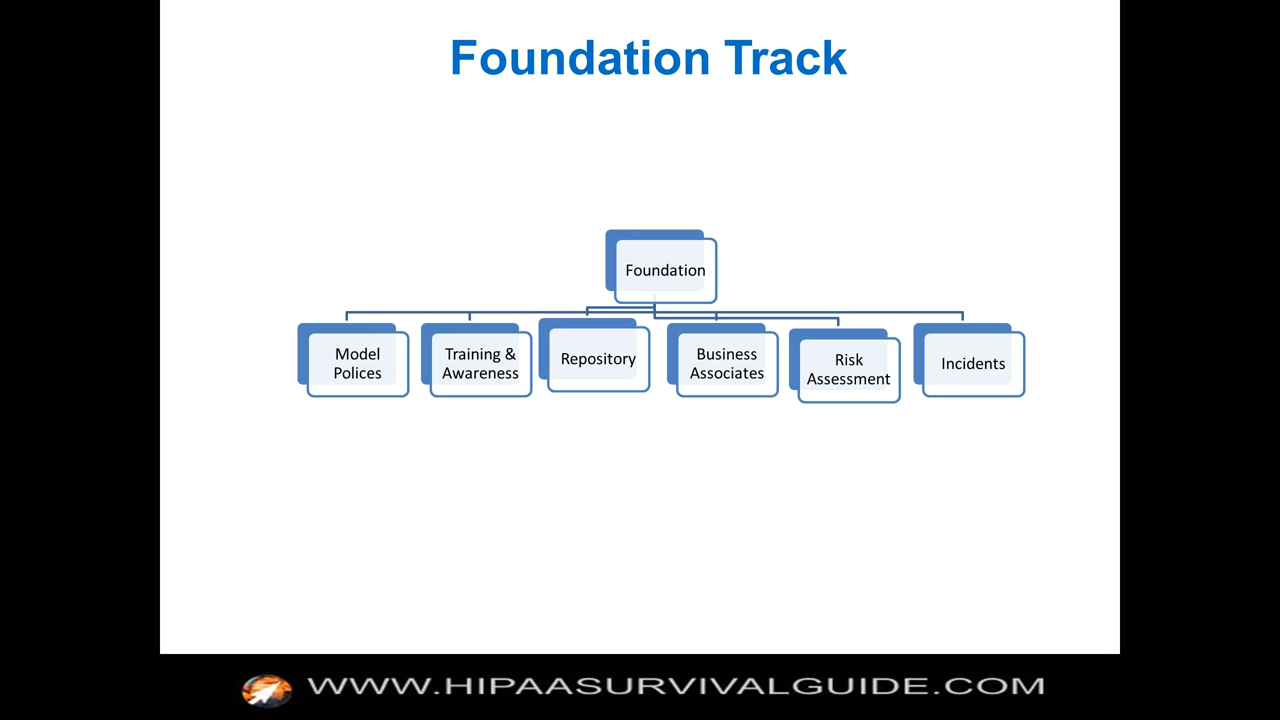 Foundation Track
Foundation
Model
Polices
Training &
Awareness
Repository
Business
Associates
Risk
Assessment
Incidents
WWW.HIPAASURVIVALGUIDE.COM